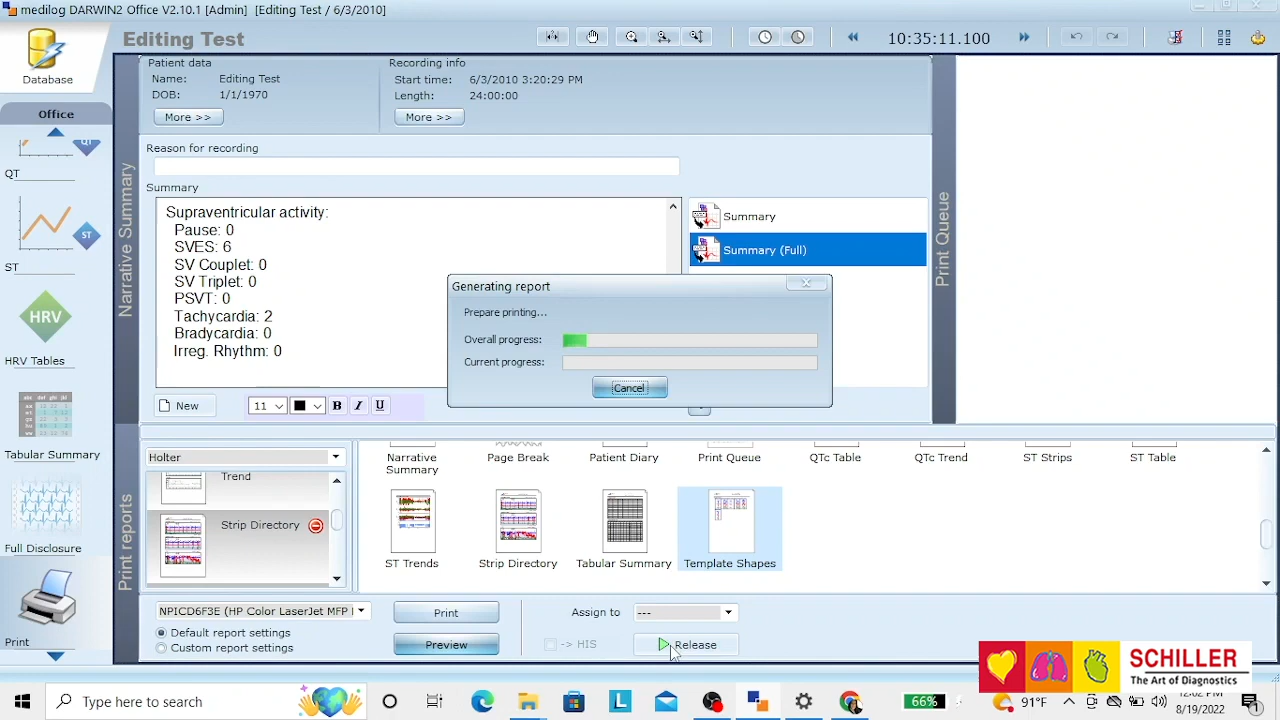 medilog DARWIN2 Office V2.10.1 [Admin] [Editing Test / 6/3/2010]
Editing Test
10:35:11.100
Database
Office
QT
ST
ST
HRV
HRV Tables
Tabular Summary
Full Disclosure
Print
Narrative Summary
Patient data
Name: Editing Test
DOB: 1/1/1970
More >>
Recording info
Start time: 6/3/2010 3:20:29 PM
Length: 24:00:00
More >>
Reason for recording
Summary
Supraventricular activity:
Pause: 0
SVES: 6
SV Couplet: 0
SV Triplet: 0
PSVT: 0
Tachycardia: 2
Bradycardia: 0
Irreg. Rhythm: 0
Summary
Summary (Full)
Generating report
Prepare printing...
Overall progress:
Current progress:
Cancel
New
11
B I U
Print Queue
Print reports
Holter
Trend
Strip Directory
Narrative Summary
Page Break
Patient Diary
Print Queue
QTc Table
QTc Trend
ST Strips
ST Table
ST Trends
Strip Directory
Tabular Summary
Template Shapes
NPICD6F3E (HP Color LaserJet MFP
Default report settings
Custom report settings
Print
Preview
Assign to ---
-> HIS
Release
SCHILLER
The Art of Diagnostics
Type here to search
66%
91°F
12:02 PM
8/19/2022